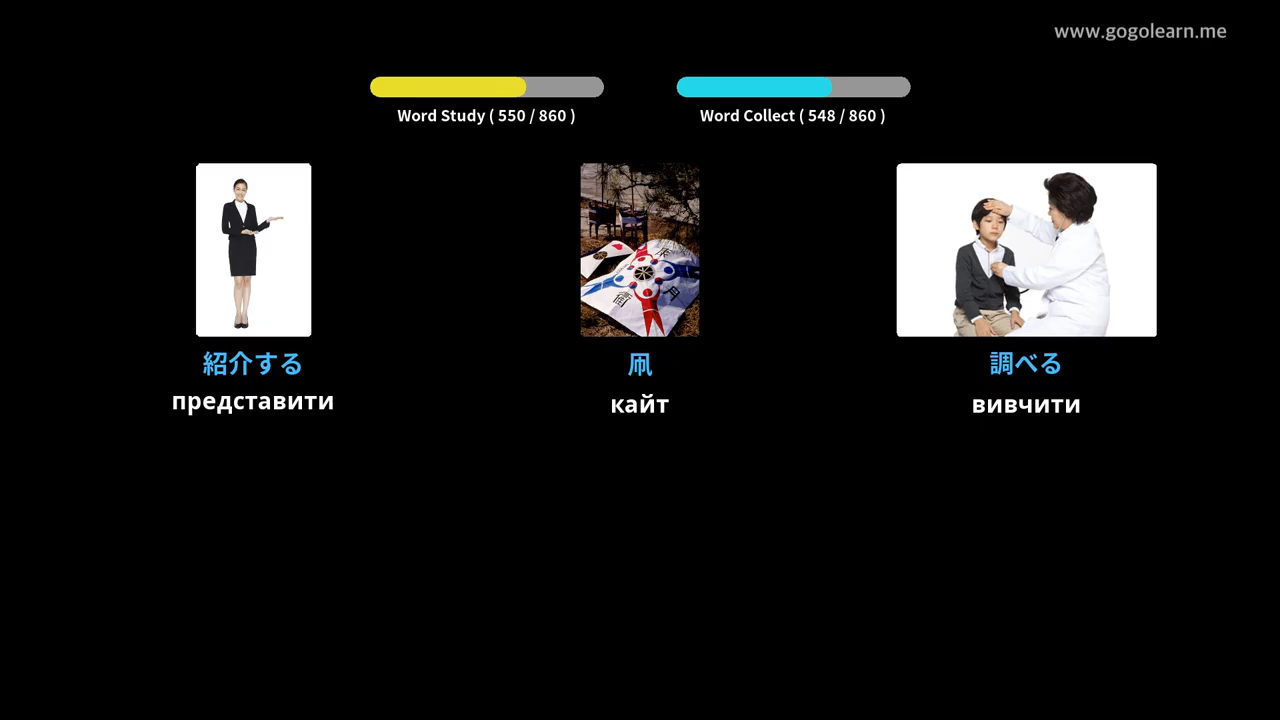 www.gogolearn.me
Word Study ( 550 / 860 )
Word Collect ( 548 / 860 )
紹介する
凧
調べる
представити
кайт
вивчити